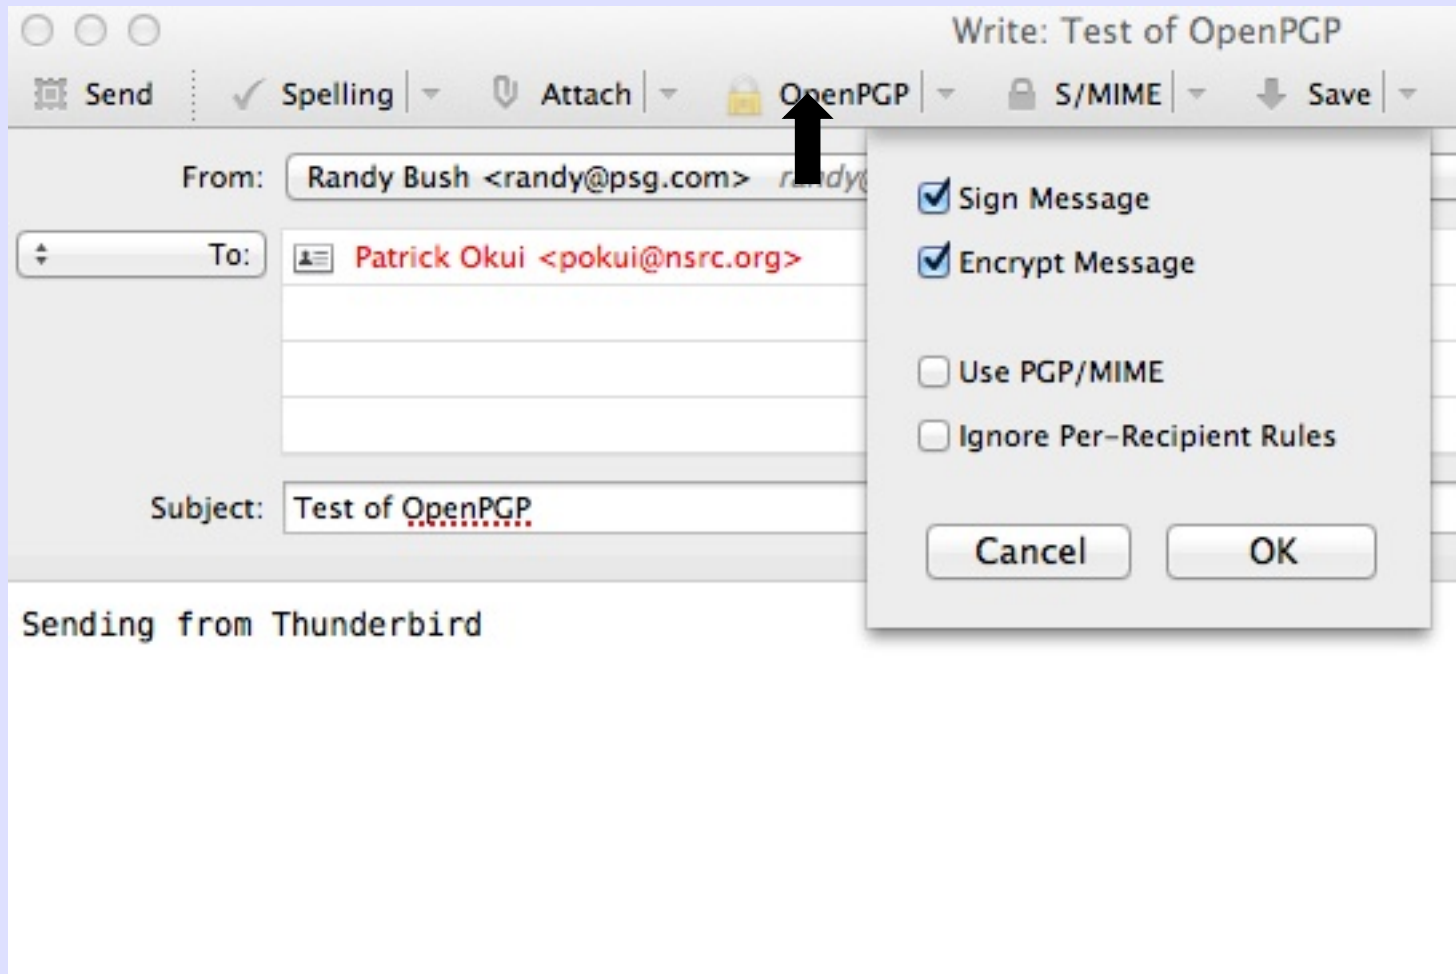 Write: Test of OpenPGP
Send Spelling Attach OpenPGP S/MIME Save
From: Randy Bush <randy@psg.com>
Sign Message
To: Patrick Okui <pokui@nsrc.org>
Encrypt Message
Use PGP/MIME
Ignore Per-Recipient Rules
Subject: Test of OpenPGP
Cancel OK
Sending from Thunderbird